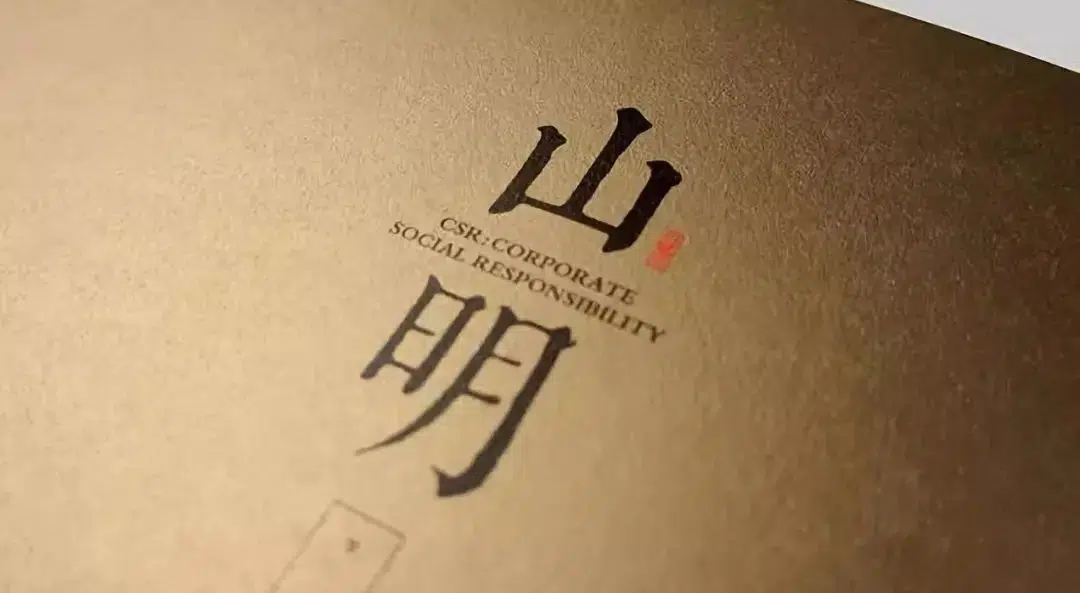 山
CSR:CORPORATE
SOCIAL RESPONSIBILITY
明